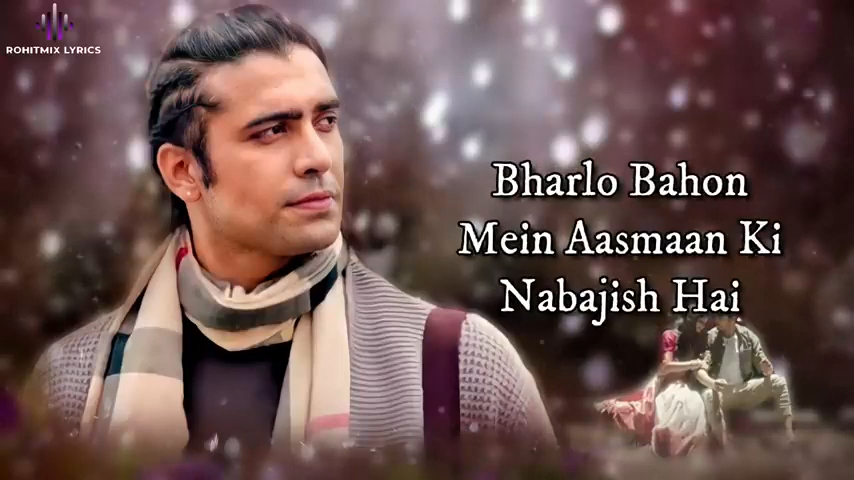 ROHITMIX LYRICS
Bharlo Bahon
Mein Aasmaan Ki
Nabajish Hai